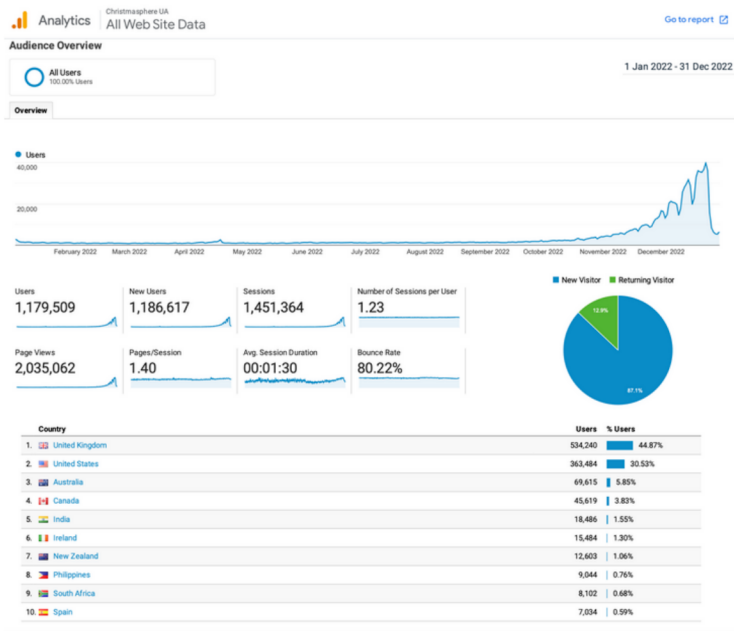 Analytics
Christmasphere UA
All Web Site Data
Go to report
Audience Overview
All Users
100.00% Users
1 Jan 2022 - 31 Dec 2022
Overview
Users
40,000
20,000
February 2022 March 2022 April 2022 May 2022 June 2022 July 2022 August 2022 September 2022 October 2022 November 2022 December 2022
New Visitor Returning Visitor
Users New Users Sessions Number of Sessions per User
1,179,509 1,186,617 1,451,364 1.23
Page Views Pages/Session Avg. Session Duration Bounce Rate
2,035,062 1.40 00:01:30 80.22%
12.9%
87.1%
Country Users % Users
1. United Kingdom 534,240 44.87%
2. United States 363,484 30.53%
3. Australia 69,615 5.85%
4. Canada 45,619 3.83%
5. India 18,486 1.55%
6. Ireland 15,484 1.30%
7. New Zealand 12,603 1.06%
8. Philippines 9,044 0.76%
9. South Africa 8,102 0.68%
10. Spain 7,034 0.59%